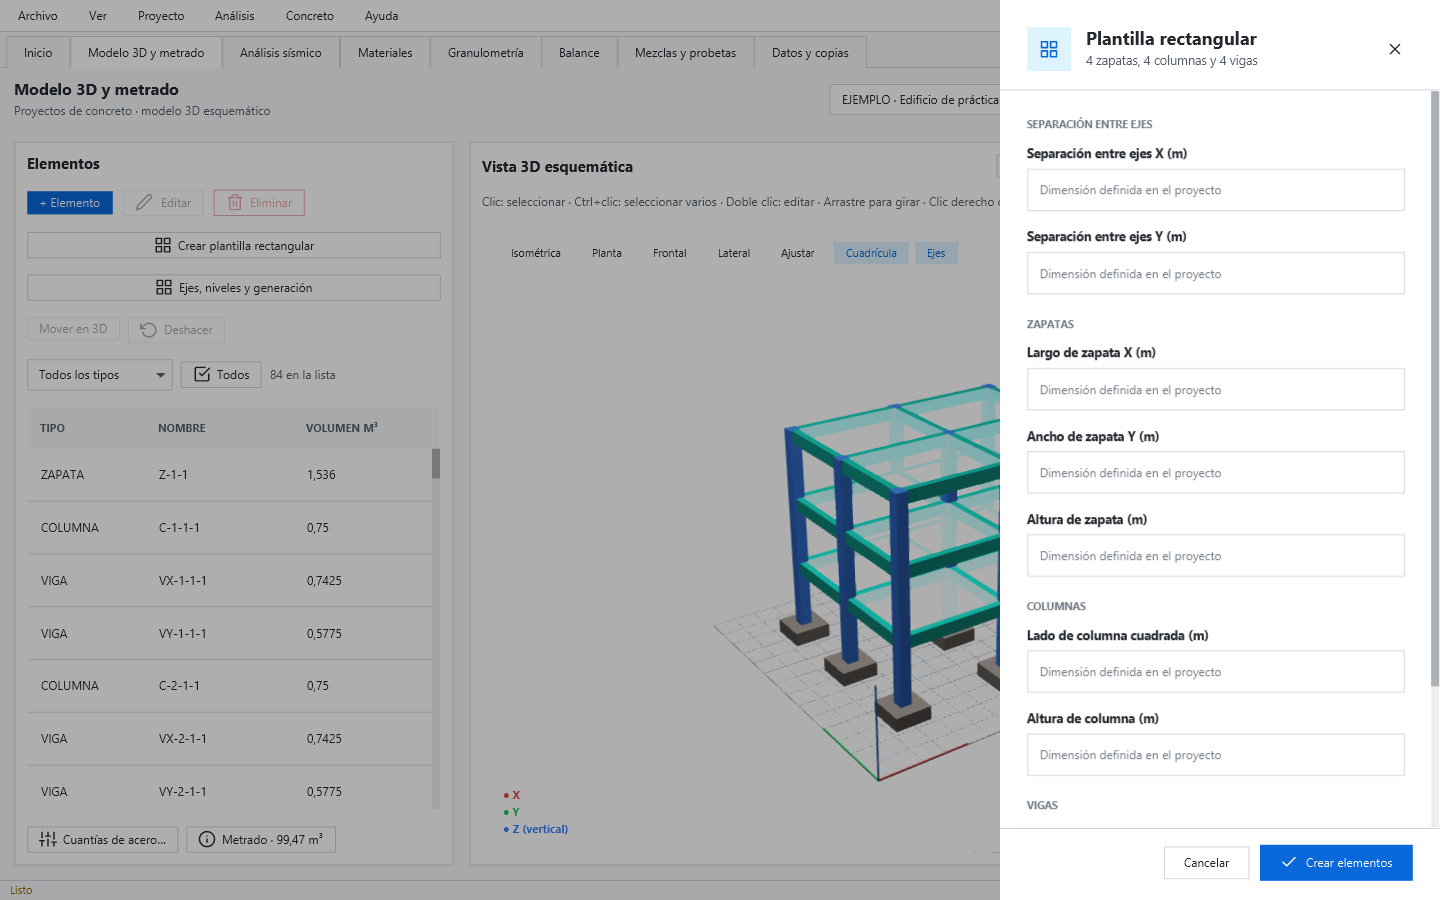 Archivo
Ver
Proyecto
Análisis
Concreto
Ayuda
Inicio
Modelo 3D y metrado
Análisis sísmico
Materiales
Granulometría
Balance
Mezclas y probetas
Datos y copias
Modelo 3D y metrado
Proyectos de concreto · modelo 3D esquemático
EJEMPLO · Edificio de práctica
Elementos
+ Elemento
Editar
Eliminar
Crear plantilla rectangular
Ejes, niveles y generación
Mover en 3D
Deshacer
Todos los tipos
Todos
84 en la lista
TIPO NOMBRE VOLUMEN M³
ZAPATA Z-1-1 1,536
COLUMNA C-1-1-1 0,75
VIGA VX-1-1-1 0,7425
VIGA VY-1-1-1 0,5775
COLUMNA C-2-1-1 0,75
VIGA VX-2-1-1 0,7425
VIGA VY-2-1-1 0,5775
Cuantías de acero...
Metrado · 99,47 m³
Listo
Vista 3D esquemática
Clic: seleccionar · Ctrl+clic: seleccionar varios · Doble clic: editar · Arrastre para girar · Clic derecho
Isométrica
Planta
Frontal
Lateral
Ajustar
Cuadrícula
Ejes
• X
• Y
• Z (vertical)
Plantilla rectangular
4 zapatas, 4 columnas y 4 vigas
SEPARACIÓN ENTRE EJES
Separación entre ejes X (m)
Dimensión definida en el proyecto
Separación entre ejes Y (m)
Dimensión definida en el proyecto
ZAPATAS
Largo de zapata X (m)
Dimensión definida en el proyecto
Ancho de zapata Y (m)
Dimensión definida en el proyecto
Altura de zapata (m)
Dimensión definida en el proyecto
COLUMNAS
Lado de columna cuadrada (m)
Dimensión definida en el proyecto
Altura de columna (m)
Dimensión definida en el proyecto
VIGAS
Cancelar
Crear elementos